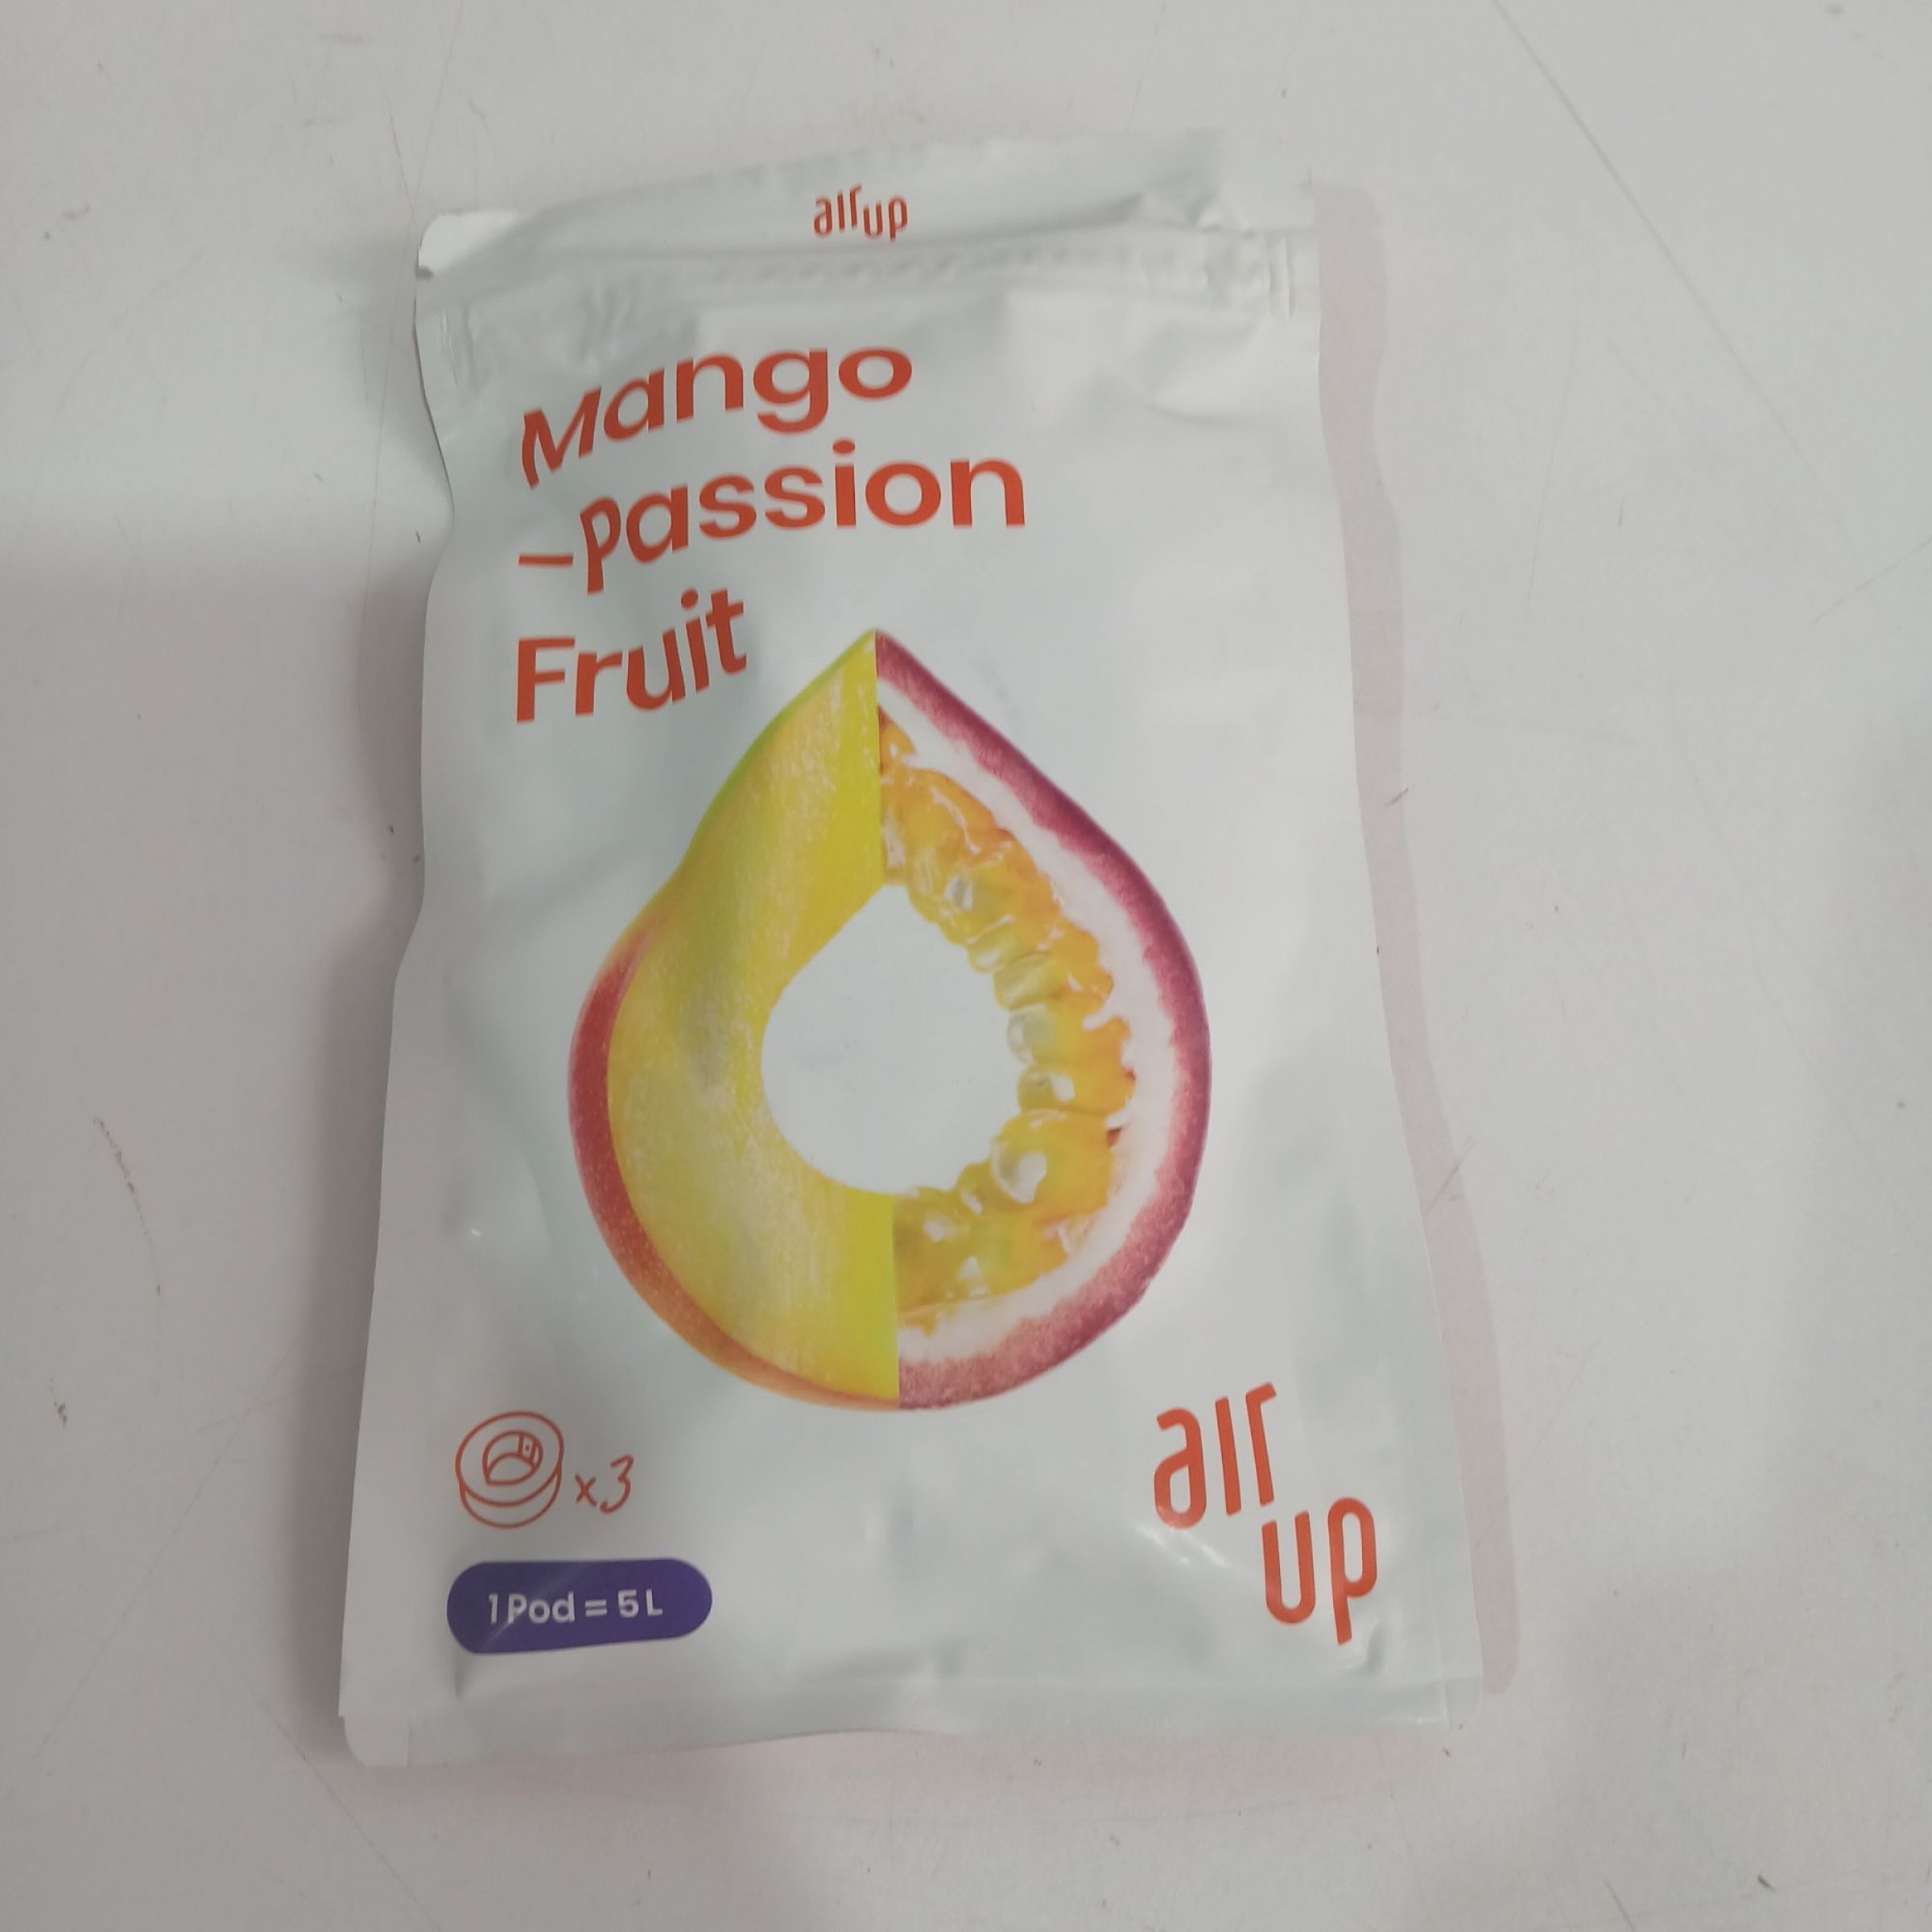 air up
Mango
-Passion
Fruit
x3
1 Pod = 5 L
air
up